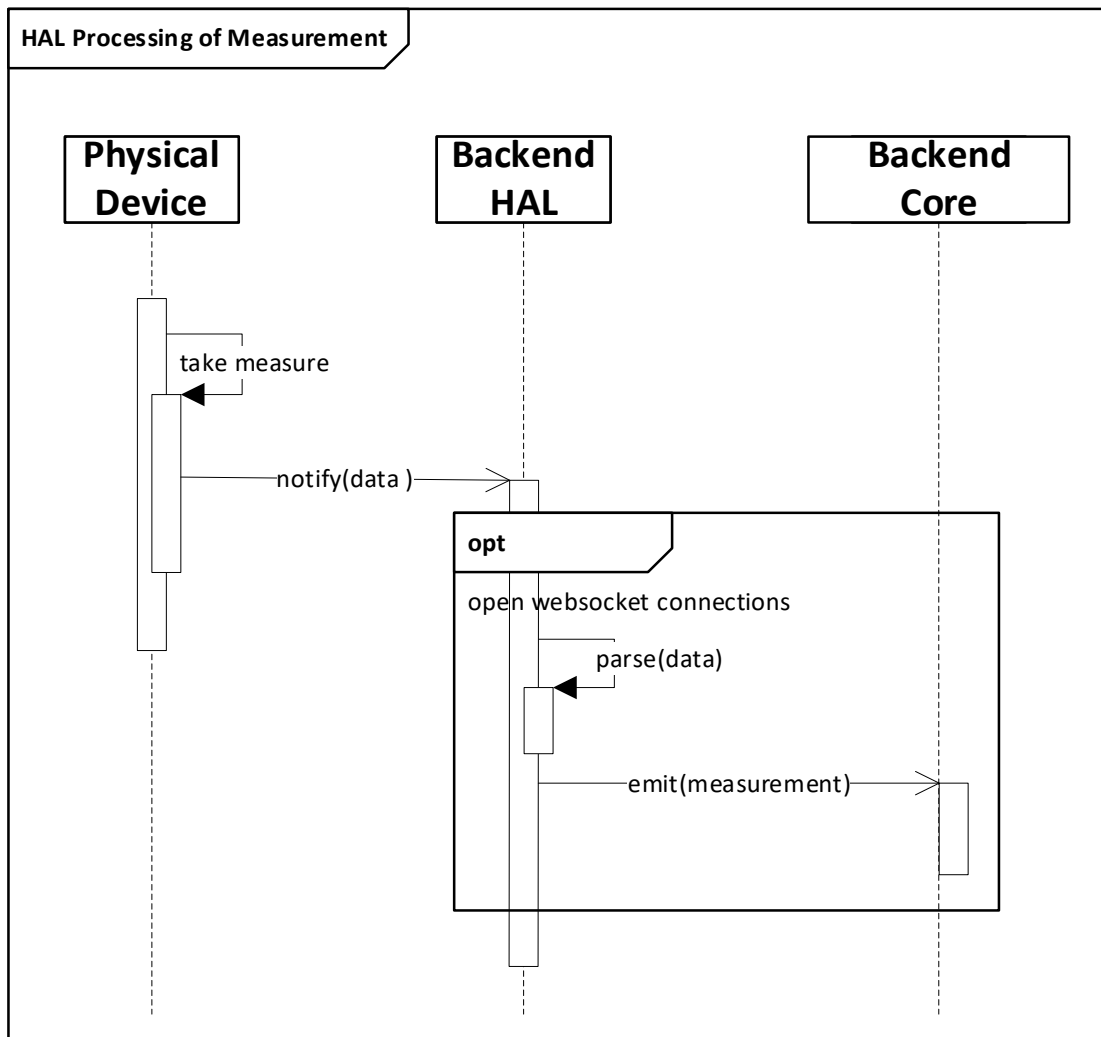 HAL Processing of Measurement
Physical
Device
Backend
HAL
Backend
Core
take measure
notify(data )
opt
open websocket connections
parse(data)
emit(measurement)